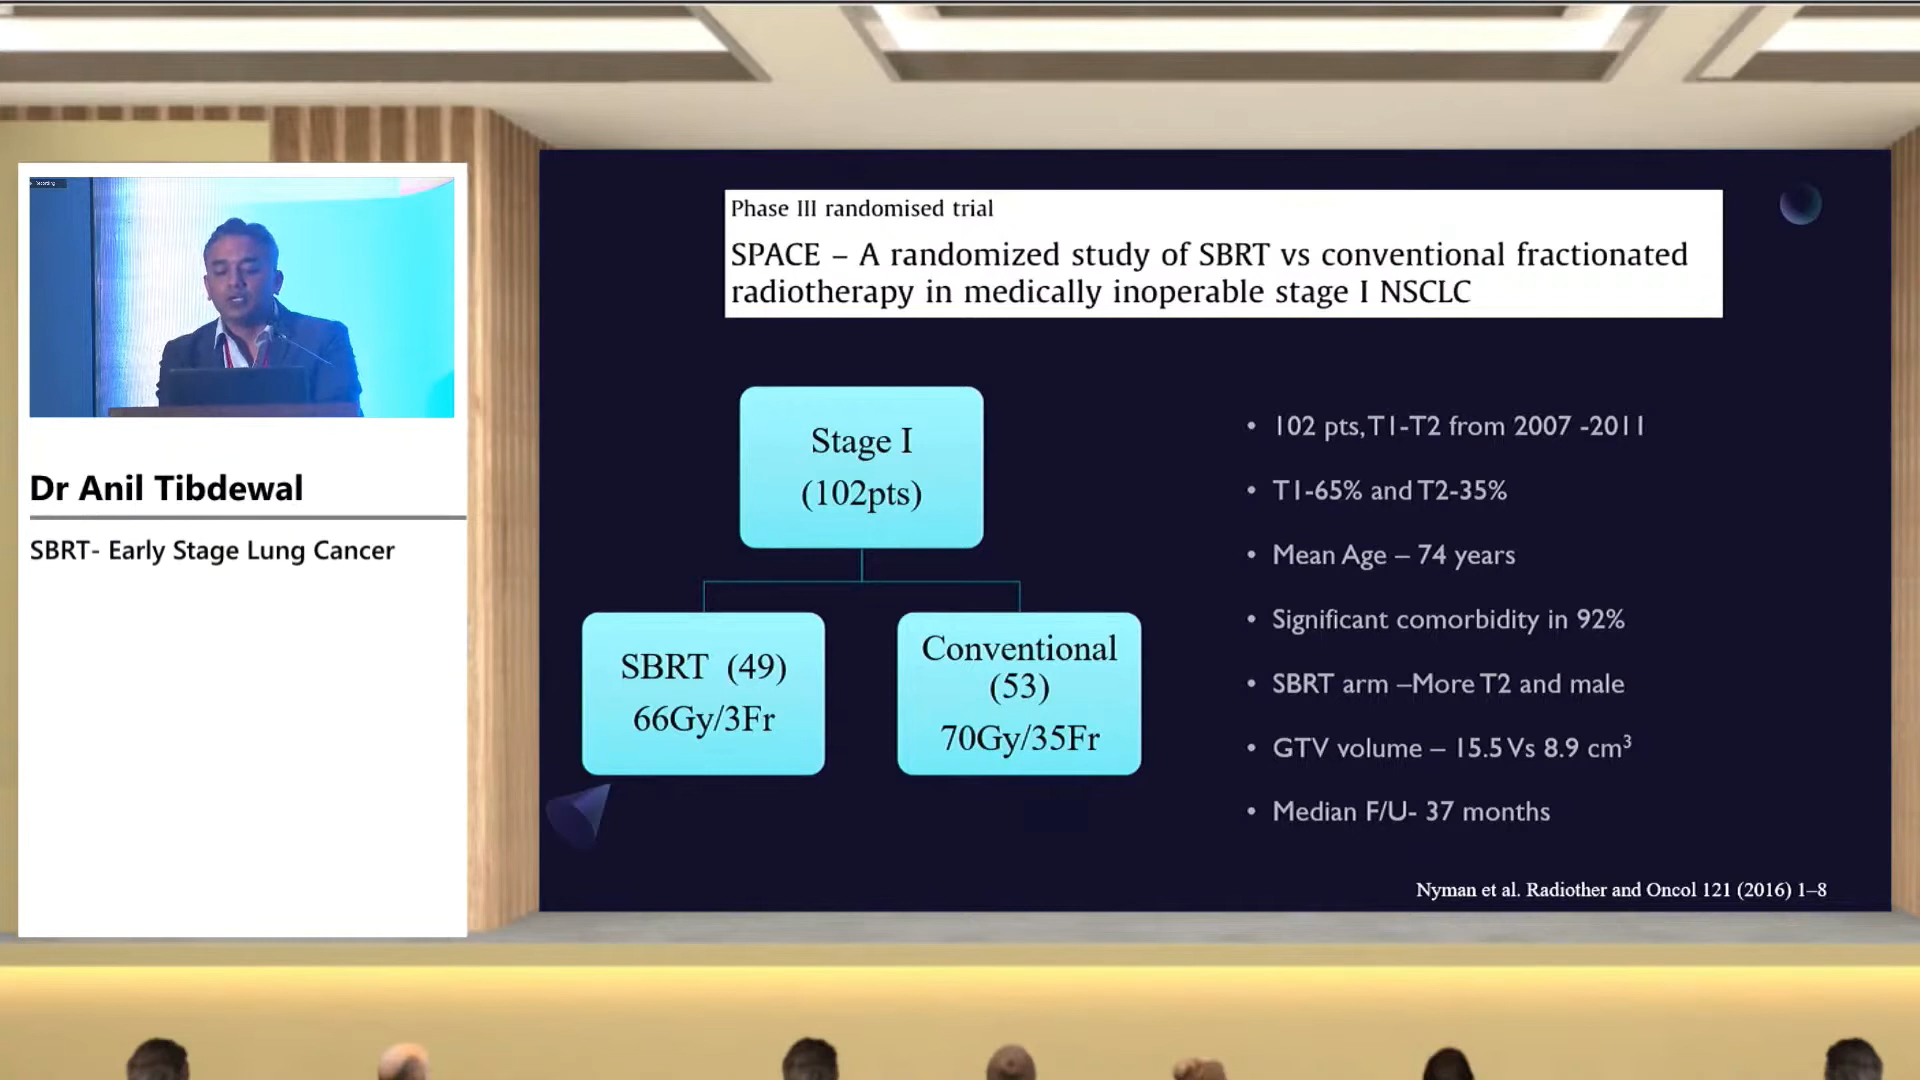 Recording
Dr Anil Tibdewal
SBRT- Early Stage Lung Cancer
Phase III randomised trial
SPACE – A randomized study of SBRT vs conventional fractionated
radiotherapy in medically inoperable stage I NSCLC
Stage I
(102pts)
SBRT (49)
66Gy/3Fr
Conventional
(53)
70Gy/35Fr
• 102 pts,T1-T2 from 2007 -2011
• T1-65% and T2-35%
• Mean Age – 74 years
• Significant comorbidity in 92%
• SBRT arm –More T2 and male
• GTV volume – 15.5 Vs 8.9 cm³
• Median F/U- 37 months
Nyman et al. Radiother and Oncol 121 (2016) 1–8